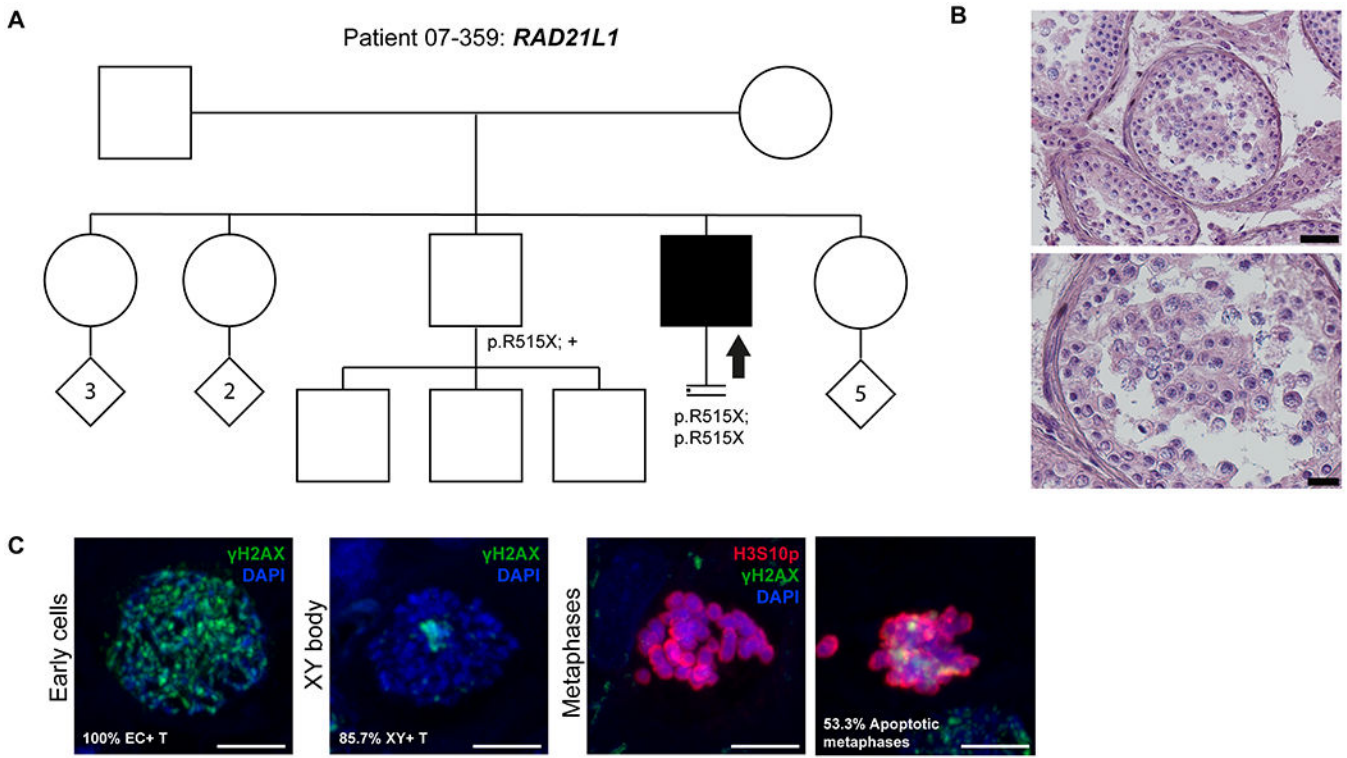 A
Patient 07-359: RAD21L1
B
p.R515X; +
3
2
p.R515X;
p.R515X
5
C
Early cells
γH2AX
DAPI
100% EC+ T
XY body
γH2AX
DAPI
85.7% XY+ T
Metaphases
H3S10p
γH2AX
DAPI
53.3% Apoptotic
metaphases